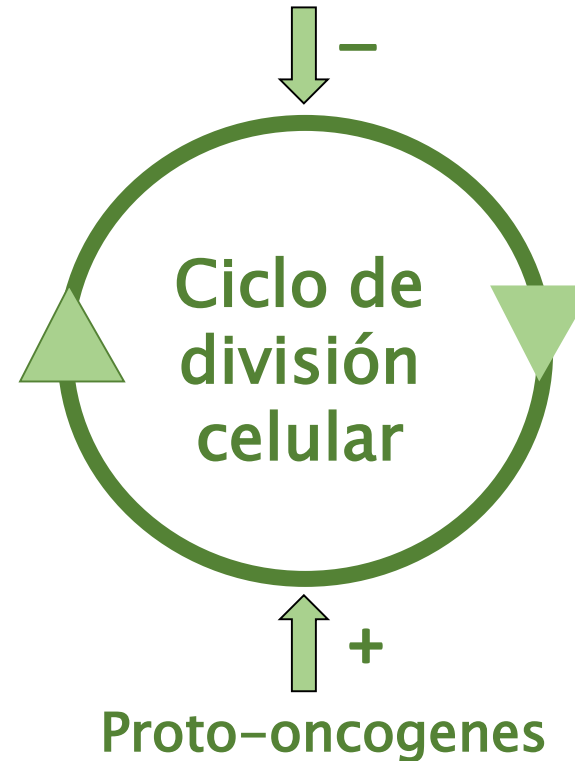 –
Ciclo de
división
celular
+
Proto-oncogenes